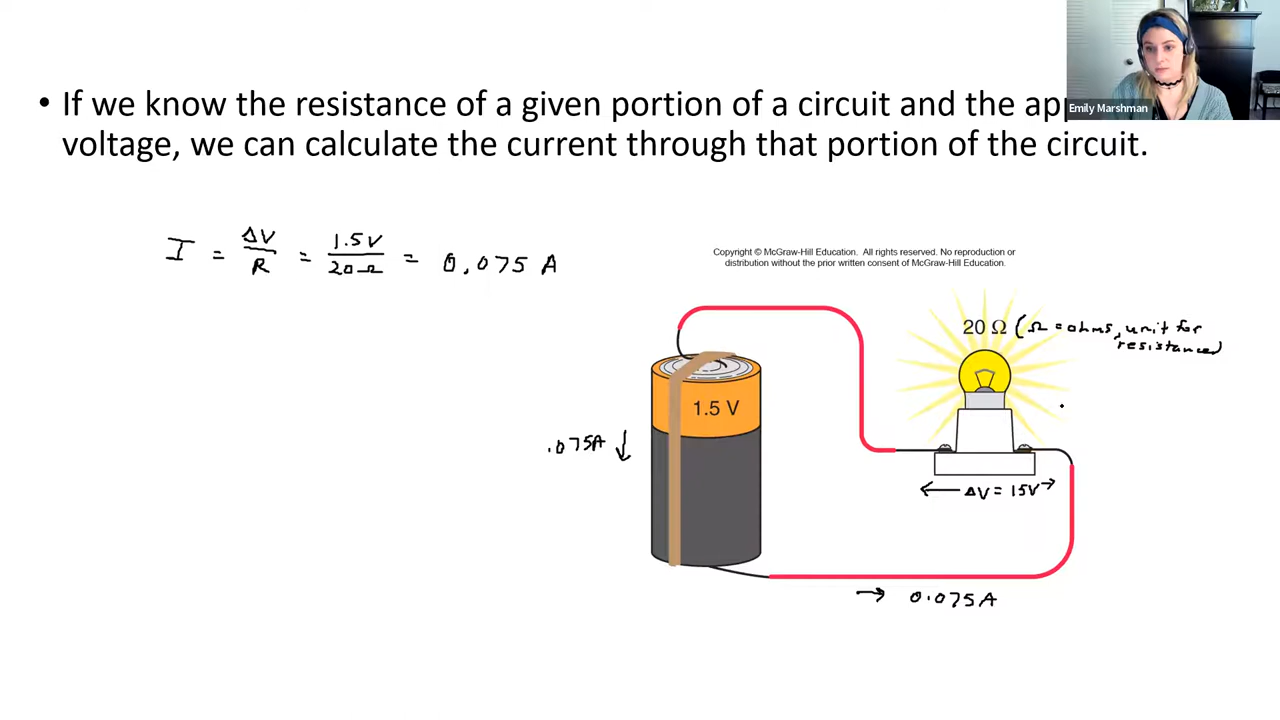 • If we know the resistance of a given portion of a circuit and the app
Emily Marshman
voltage, we can calculate the current through that portion of the circuit.
I = ΔV/R = 1.5V/20Ω = 0.075 A
Copyright © McGraw-Hill Education. All rights reserved. No reproduction or
distribution without the prior written consent of McGraw-Hill Education.
20 Ω (Ω = ohms, unit for
resistance)
1.5 V
.075A ↓
← ΔV = 15V →
→ 0.075A